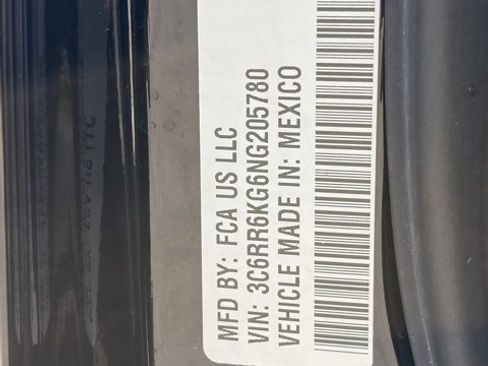 MFD BY: FCA US LLC
VIN: 3C6RR6KG6NG205780
VEHICLE MADE IN: MEXICO